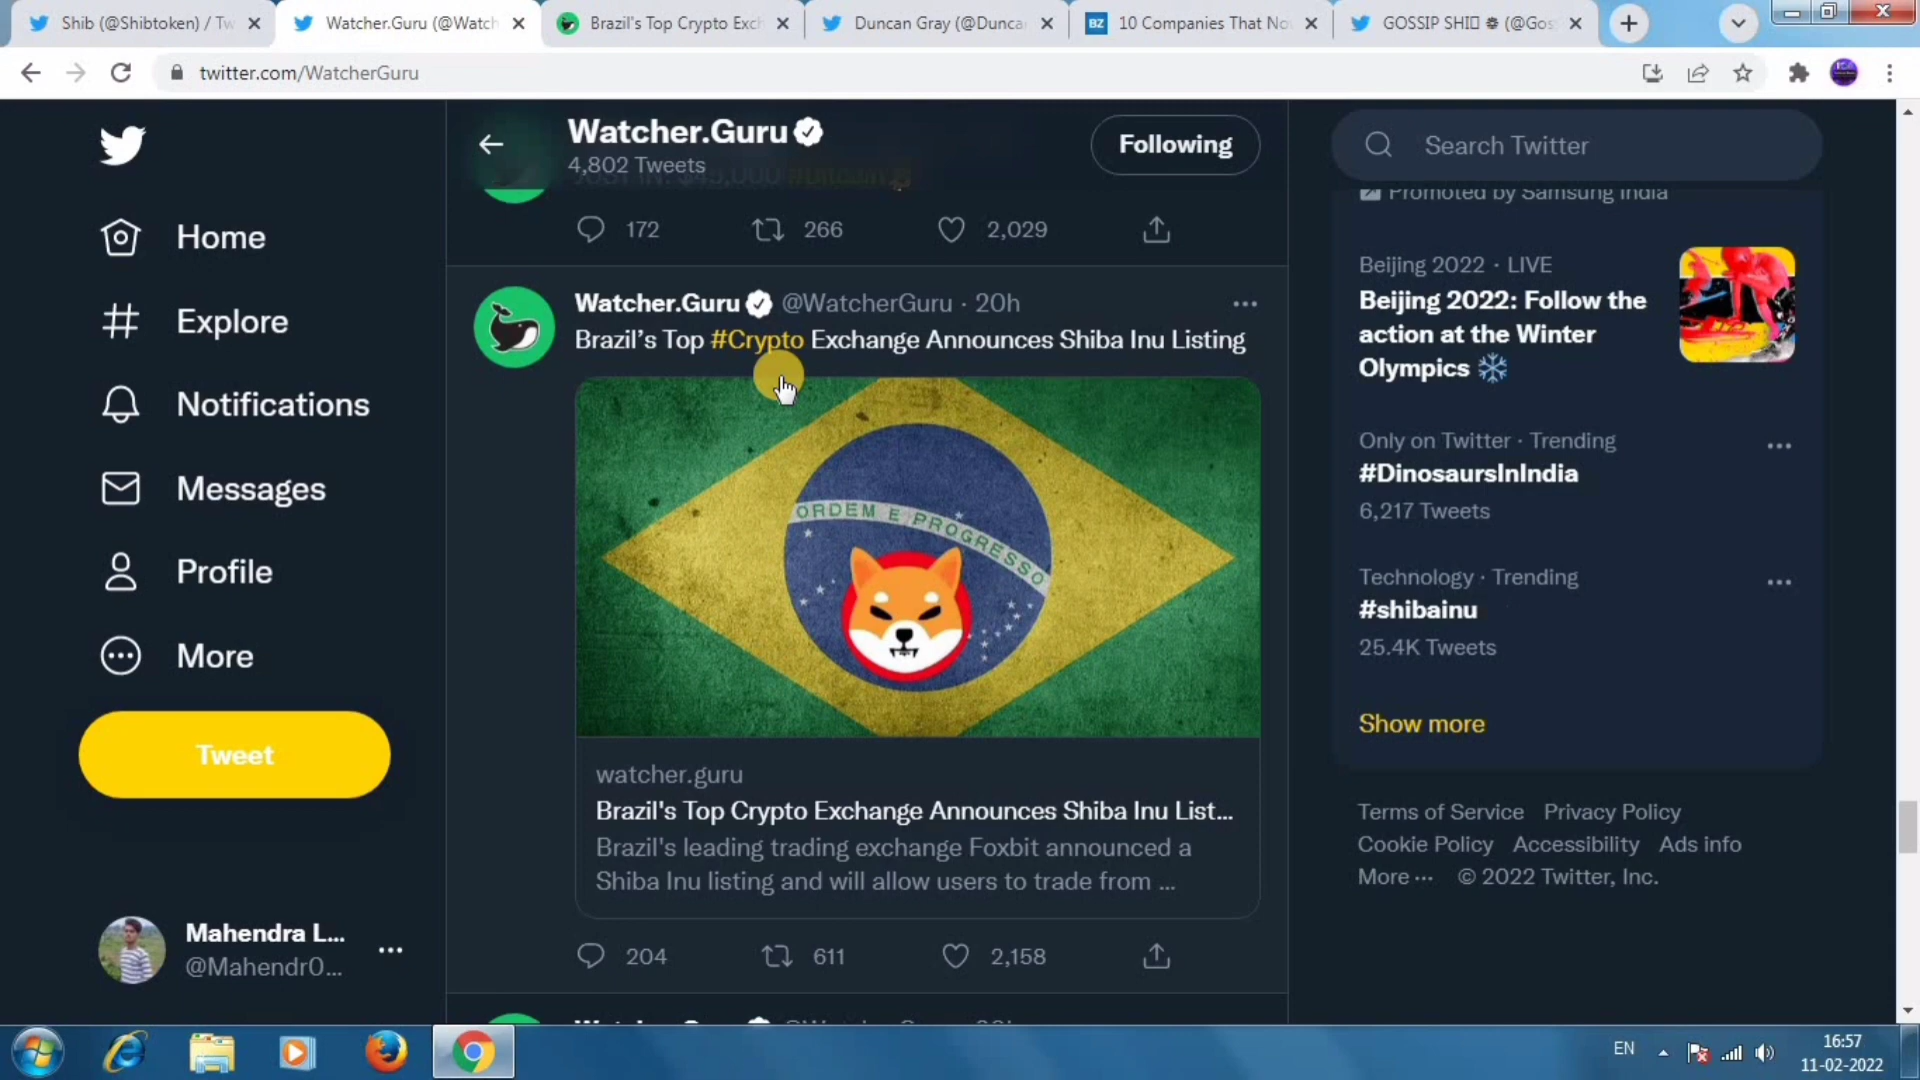 Shib (@Shibtoken) / Tw
Watcher.Guru (@Watch
Brazil's Top Crypto Exch
Duncan Gray (@Dunca
BZ
10 Companies That No
GOSSIP SHI
(@Gos
twitter.com/WatcherGuru
Watcher.Guru
4,802 Tweets
Following
Search Twitter
Home
Explore
Notifications
Messages
Profile
More
Tweet
Mahendra L...
@Mahendr0...
JUST IN: $45,000 #Bitcoin
172 266 2,029
Watcher.Guru @WatcherGuru · 20h
Brazil's Top #Crypto Exchange Announces Shiba Inu Listing
ORDEM E PROGRESSO
watcher.guru
Brazil's Top Crypto Exchange Announces Shiba Inu List...
Brazil's leading trading exchange Foxbit announced a
Shiba Inu listing and will allow users to trade from ...
204 611 2,158
Promoted by Samsung India
Beijing 2022 · LIVE
Beijing 2022: Follow the
action at the Winter
Olympics
Only on Twitter · Trending
#DinosaursInIndia
6,217 Tweets
Technology · Trending
#shibainu
25.4K Tweets
Show more
Terms of Service Privacy Policy
Cookie Policy Accessibility Ads info
More ··· © 2022 Twitter, Inc.
EN
16:57
11-02-2022